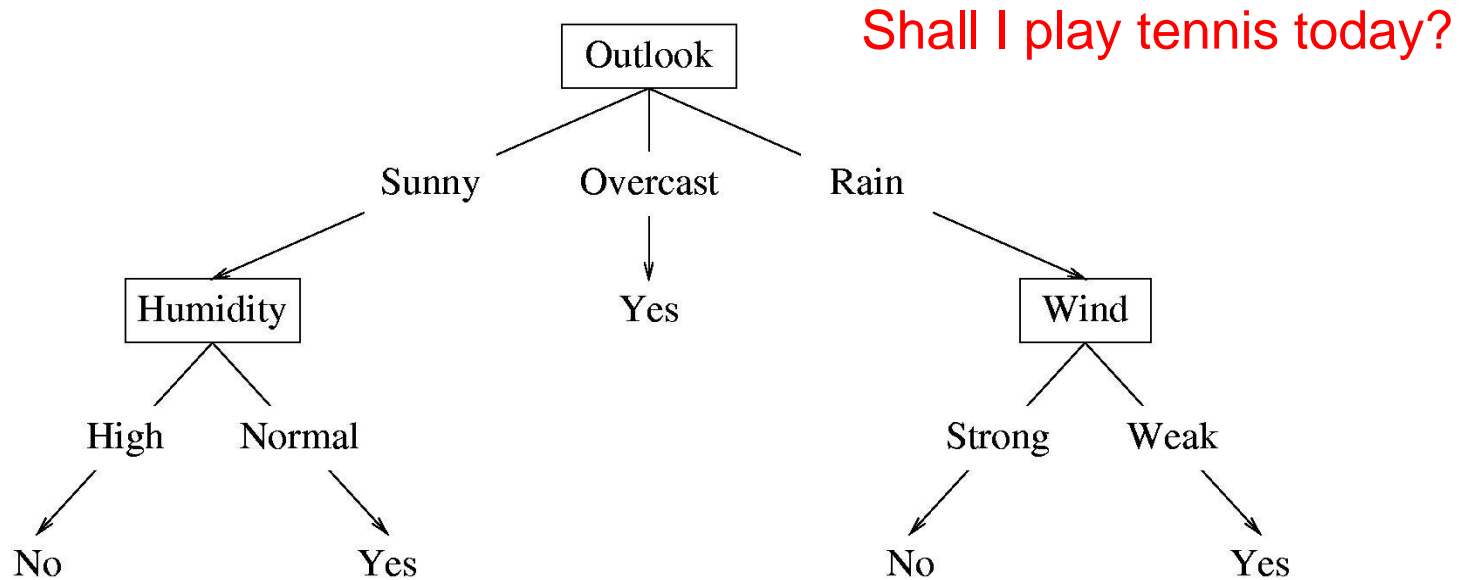 Shall I play tennis today?
Outlook
Sunny Overcast Rain
Humidity Yes Wind
High Normal Strong Weak
No Yes No Yes